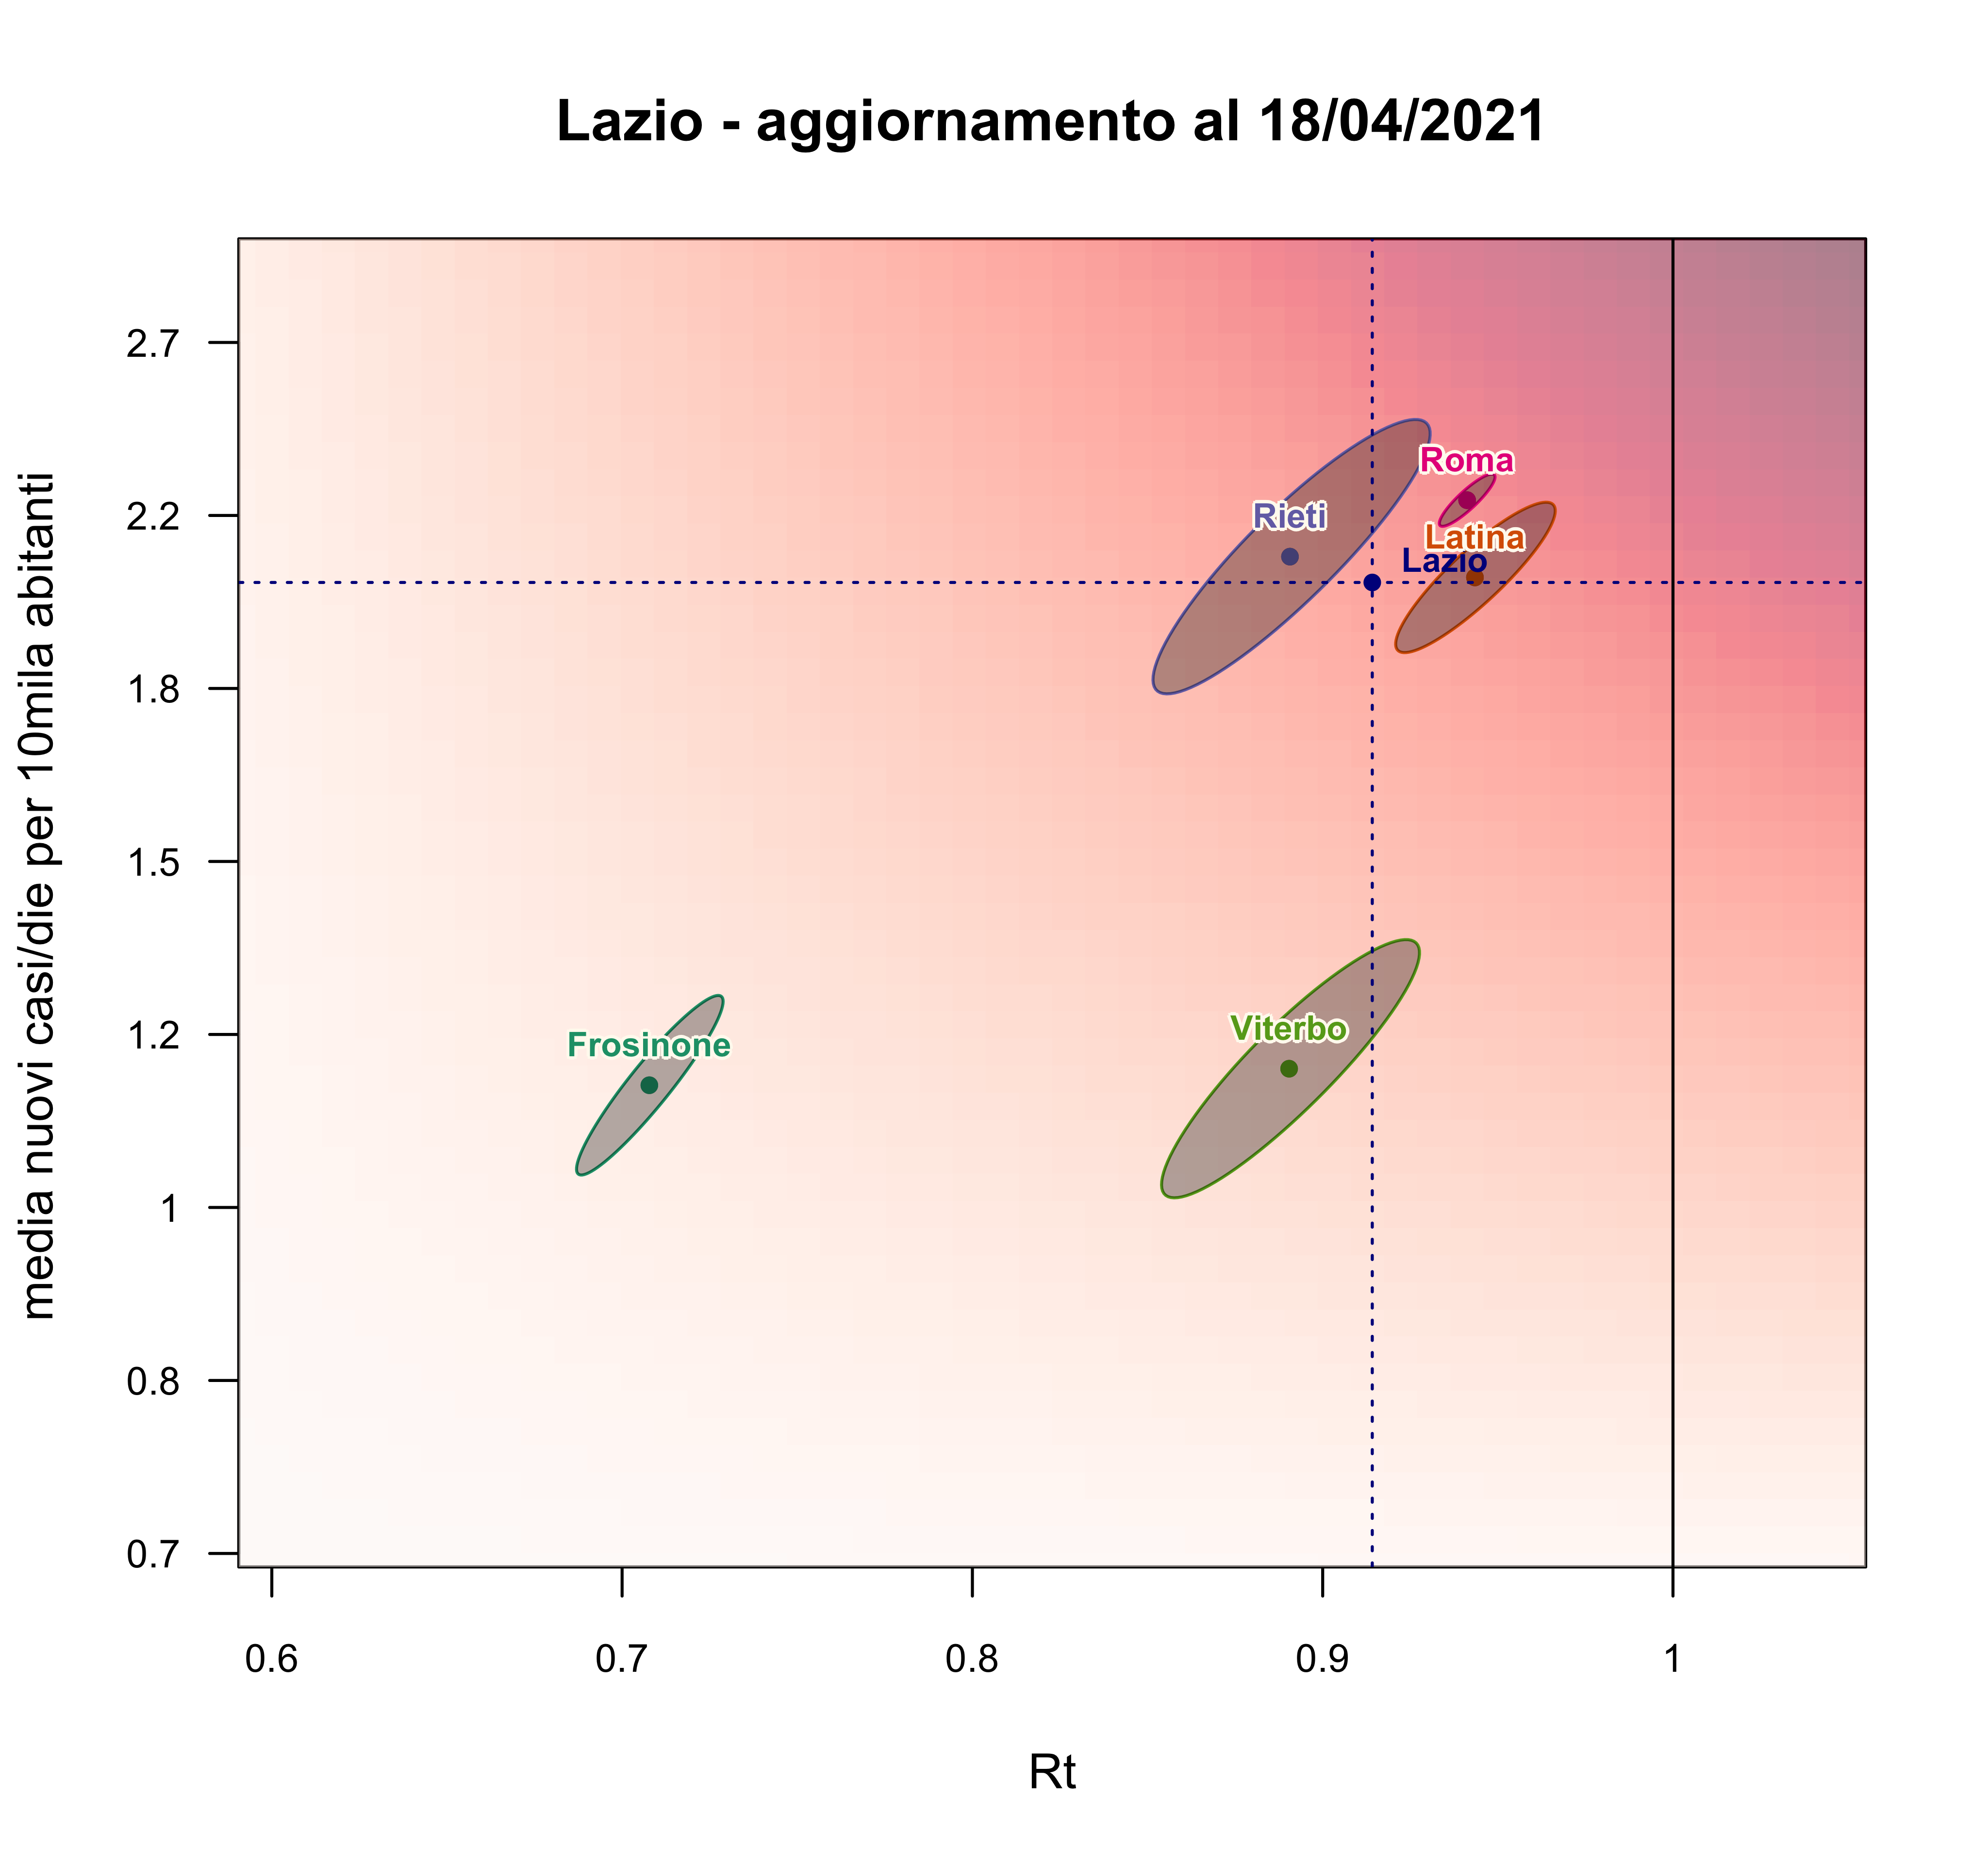 Lazio - aggiornamento al 18/04/2021
media nuovi casi/die per 10mila abitanti
2.7
2.2
1.8
1.5
1.2
1
0.8
0.7
Roma
Rieti
Latina
Lazio
Viterbo
Frosinone
0.6
0.7
0.8
0.9
1
Rt